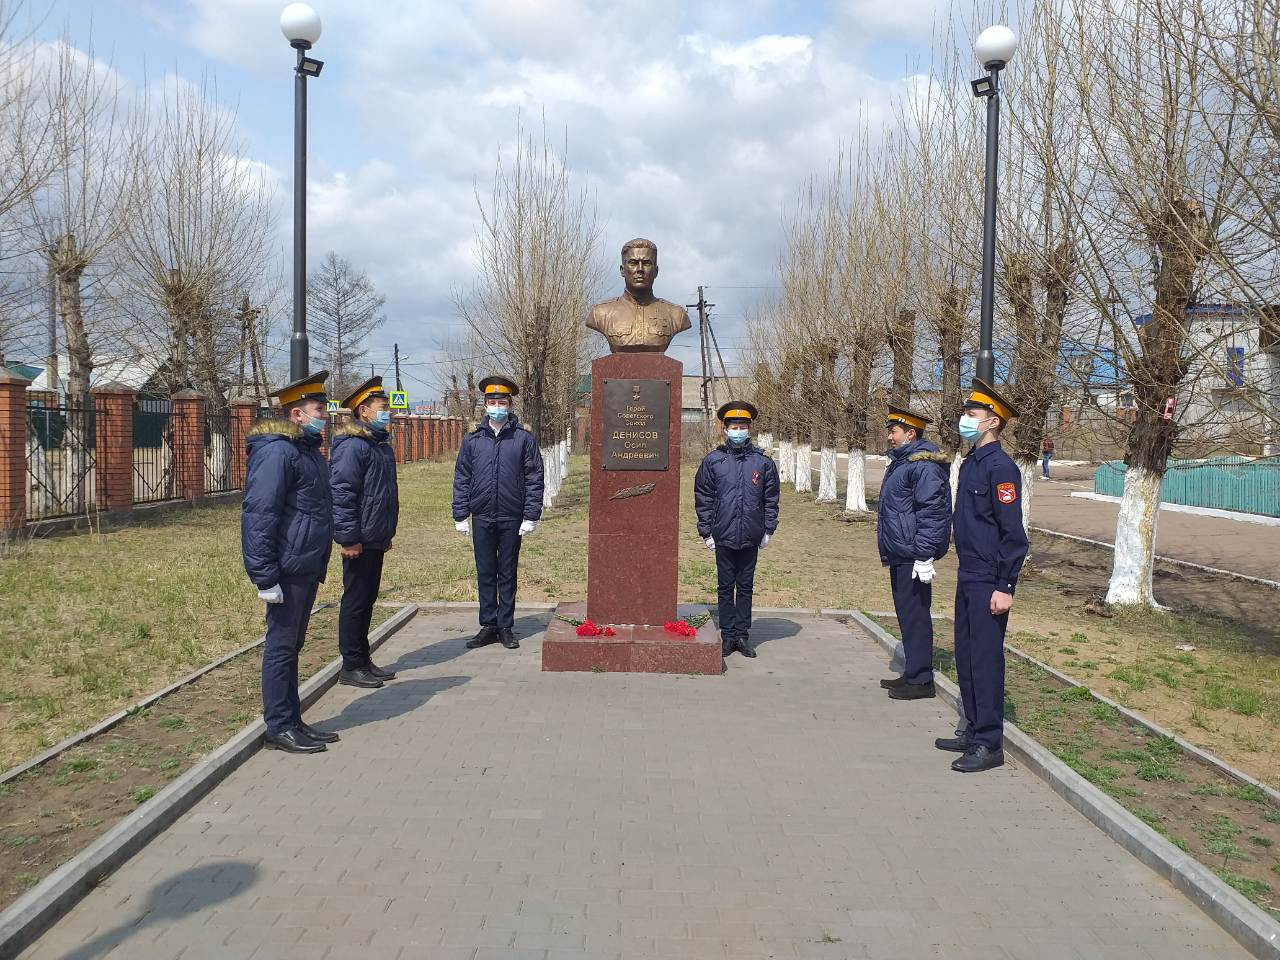 Герой
Советского
Союза
ДЕНИСОВ
Осип
Андреевич